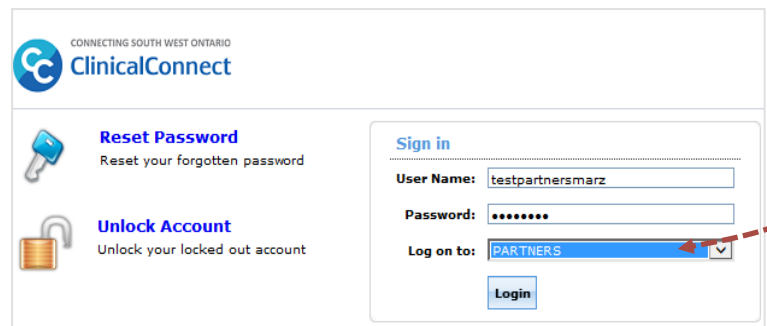 CONNECTING SOUTH WEST ONTARIO
ClinicalConnect
Reset Password
Reset your forgotten password
Unlock Account
Unlock your locked out account
Sign in
User Name: testpartnersmarz
Password: ••••••••
Log on to: PARTNERS
Login